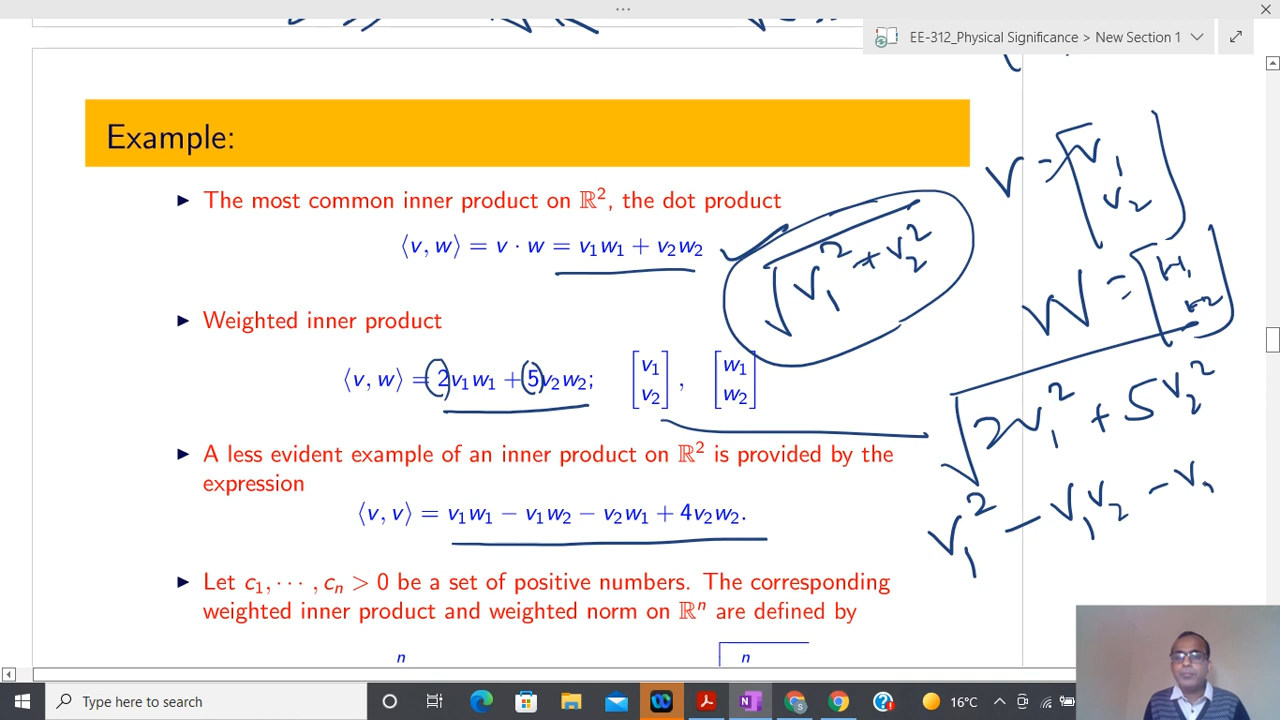 EE-312_Physical Significance > New Section 1
Example:
The most common inner product on ℝ², the dot product
⟨v, w⟩ = v · w = v₁w₁ + v₂w₂
√(v₁² + v₂²)
v = [v₁ v₂]
w = [w₁ w₂]
Weighted inner product
⟨v, w⟩ = 2v₁w₁ + 5v₂w₂; [v₁ v₂], [w₁ w₂]
√(2v₁² + 5v₂²)
A less evident example of an inner product on ℝ² is provided by the
expression
⟨v, v⟩ = v₁w₁ − v₁w₂ − v₂w₁ + 4v₂w₂.
v₁² − v₁v₂ − v₁
Let c₁, ⋯ , cₙ > 0 be a set of positive numbers. The corresponding
weighted inner product and weighted norm on ℝⁿ are defined by
n n
Type here to search
16°C